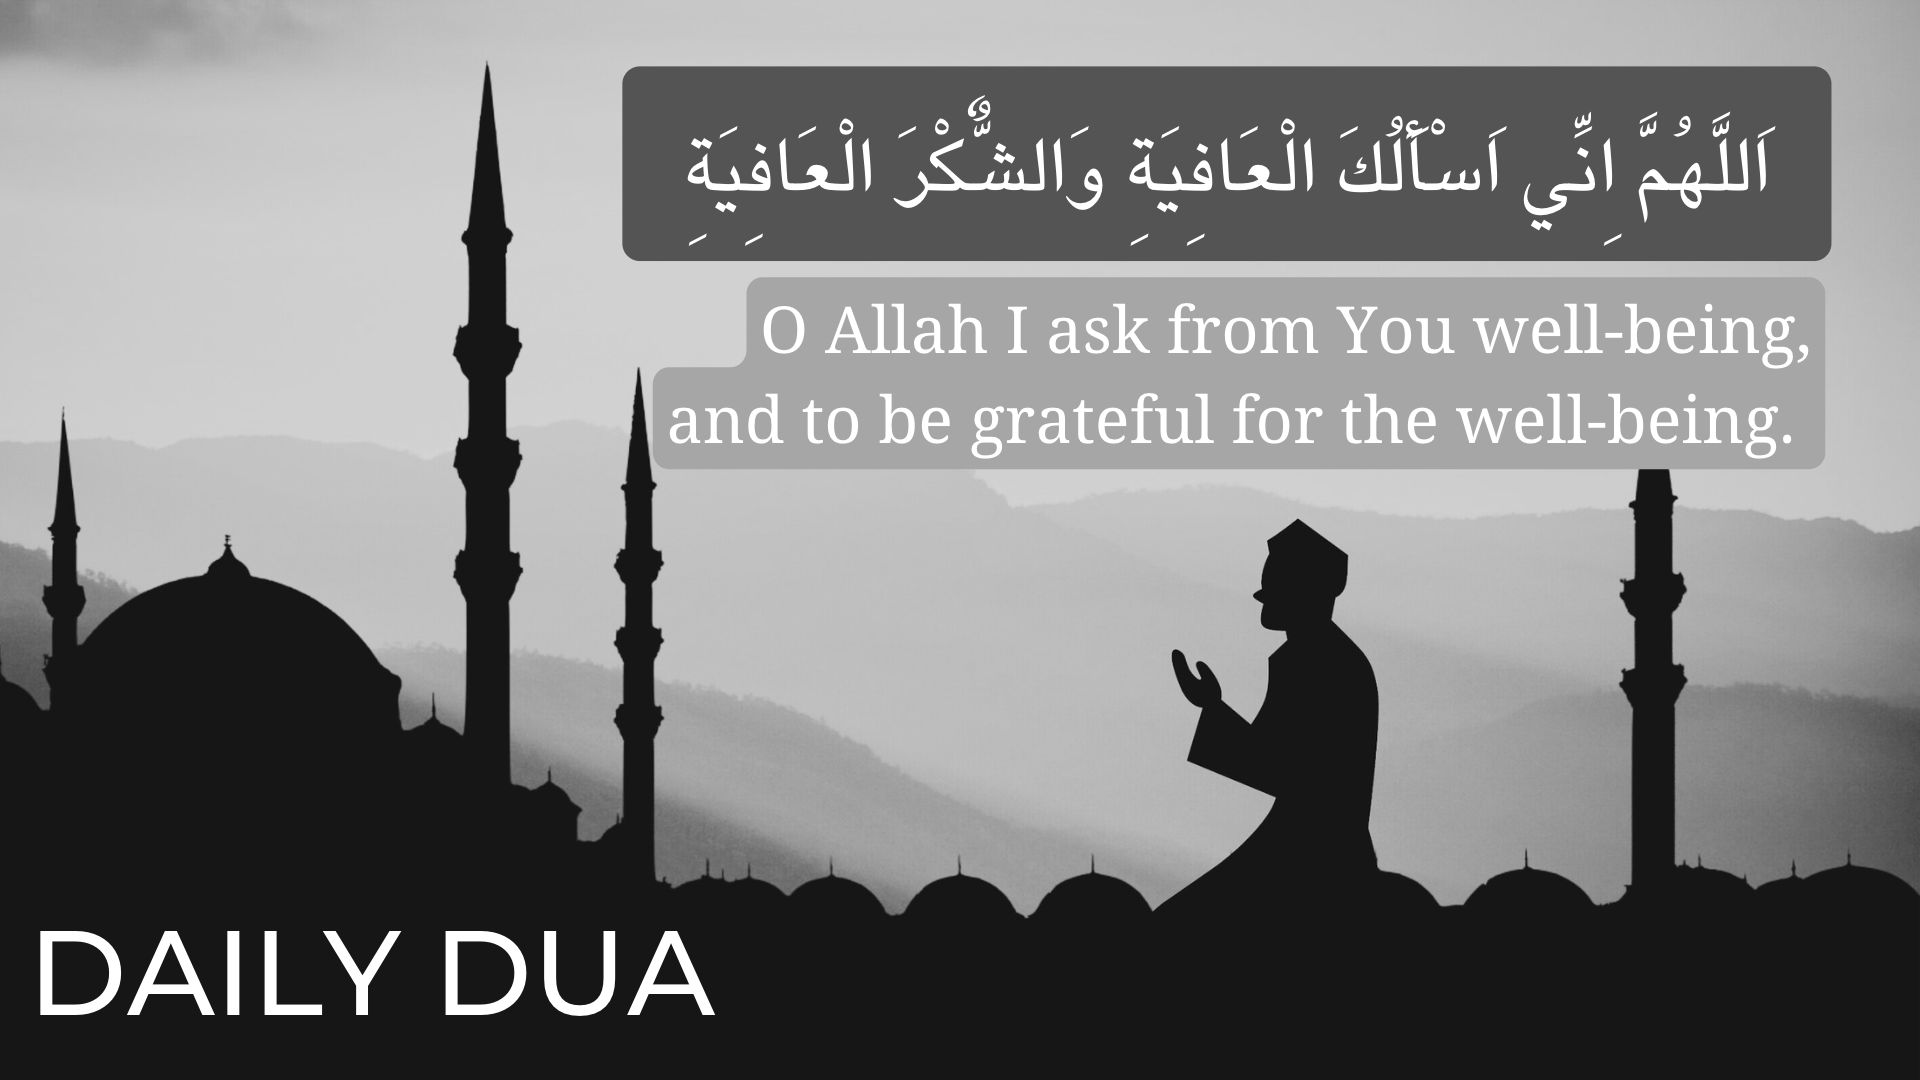 اَللَّهُمَّ اِنِّي اَسْأَلُكَ الْعَافِيَةِ وَالشُّكْرَ الْعَافِيَةِ
O Allah I ask from You well-being,
and to be grateful for the well-being.
DAILY DUA